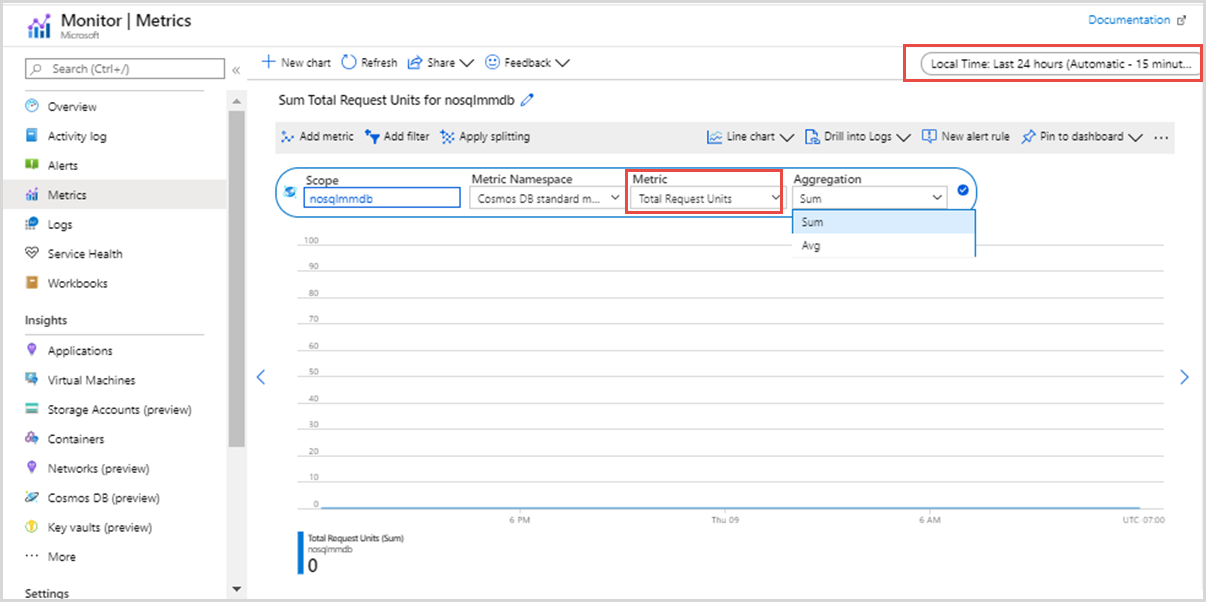 Monitor | Metrics
Microsoft
Documentation
Search (Ctrl+/)
«
Overview
Activity log
Alerts
Metrics
Logs
Service Health
Workbooks
Insights
Applications
Virtual Machines
Storage Accounts (preview)
Containers
Networks (preview)
Cosmos DB (preview)
Key vaults (preview)
More
Settings
New chart
Refresh
Share
Feedback
Local Time: Last 24 hours (Automatic - 15 minut...
Sum Total Request Units for nosqlmmdb
Add metric
Add filter
Apply splitting
Line chart
Drill into Logs
New alert rule
Pin to dashboard
...
Scope
nosqlmmdb
Metric Namespace
Cosmos DB standard m...
Metric
Total Request Units
Aggregation
Sum
Sum
Avg
100
90
80
70
60
50
40
30
20
10
0
6 PM
Thu 09
6 AM
UTC-07:00
Total Request Units (Sum)
nosqlmmdb
0